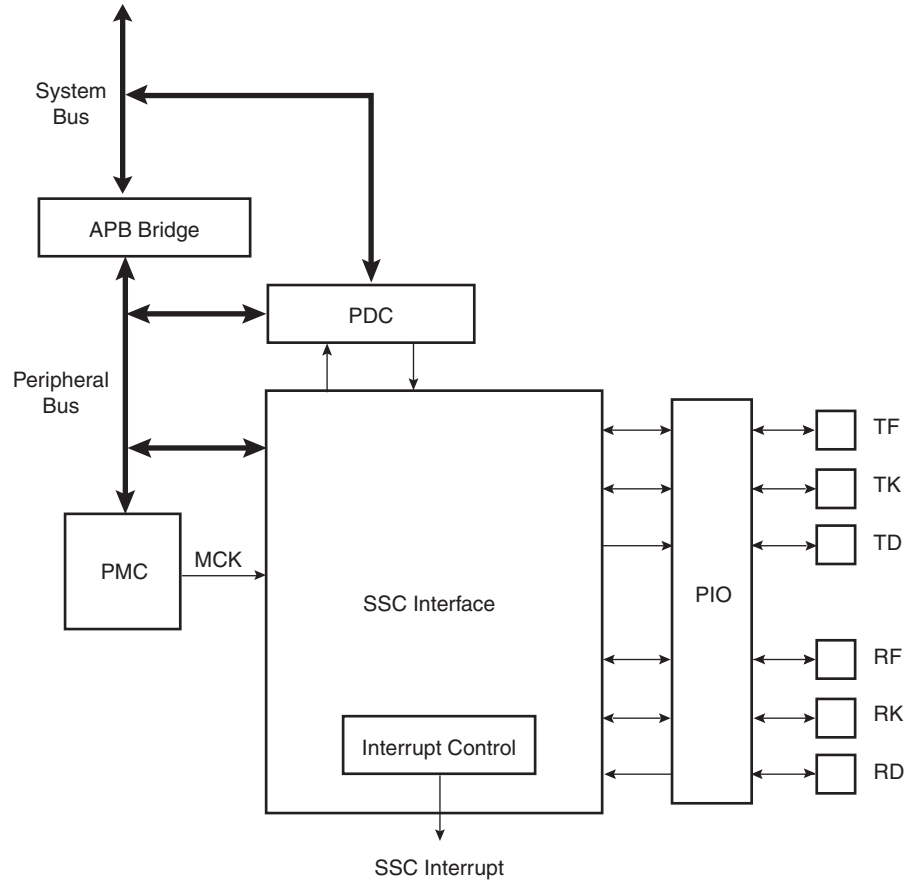 System
Bus
APB Bridge
PDC
Peripheral
Bus
TF
TK
PMC
MCK
TD
SSC Interface
PIO
RF
RK
Interrupt Control
RD
SSC Interrupt